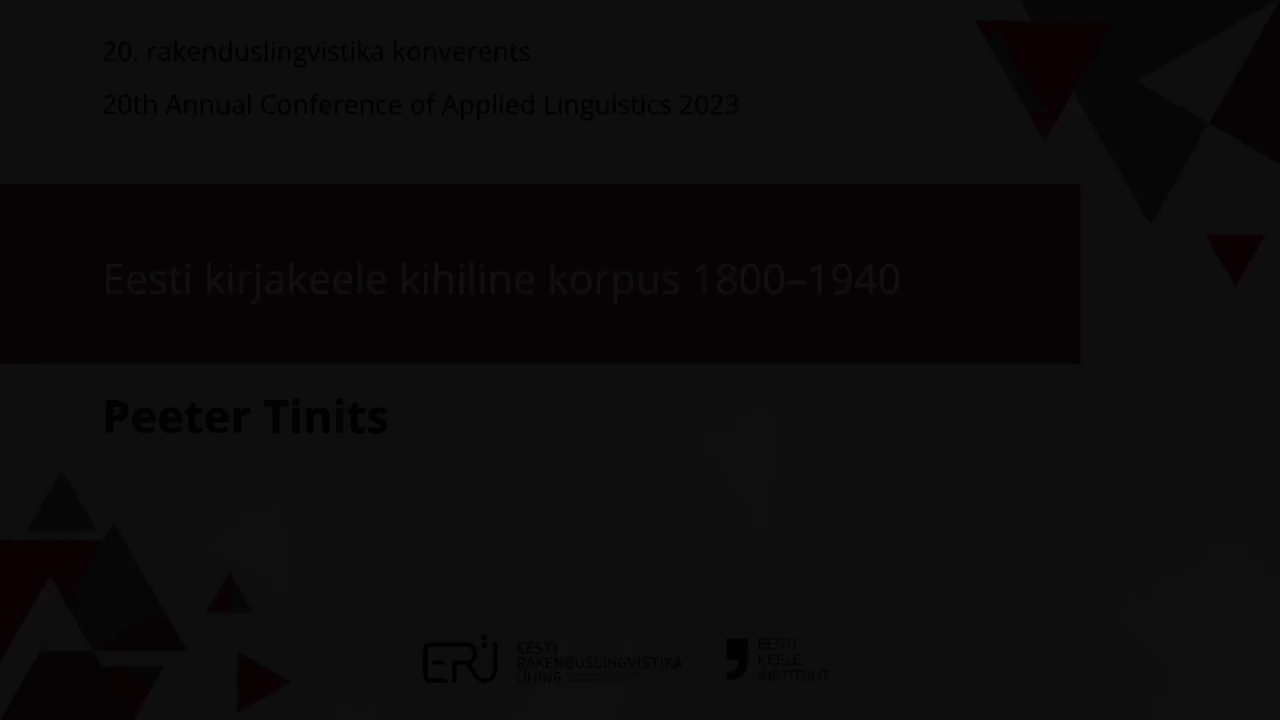 20. rakenduslingvistika konverents
20th Annual Conference of Applied Linguistics 2023
Eesti kirjakeele kihiline korpus 1800–1940
Peeter Tinits
ERÜ
EESTI
RAKENDUSLINGVISTIKA
ÜHING
EESTI
KEELE
INSTITUUT